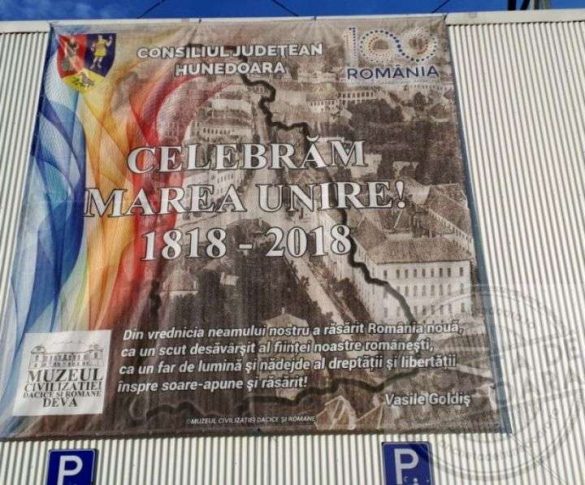 CONSILIUL JUDEȚEAN
HUNEDOARA
100
ROMÂNIA
CELEBRĂM
MAREA UNIRE!
1818 - 2018
Din vrednicia neamului nostru a răsărit România nouă,
ca un scut desăvârșit al ființei noastre românești,
ca un far de lumină și nădejde al dreptății și libertății
înspre soare-apune și răsărit!
Vasile Goldiș
MUZEUL
CIVILIZAȚIEI
DACICE ȘI ROMANE
DEVA
©MUZEUL CIVILIZAȚIEI DACICE ȘI ROMANE
P
P